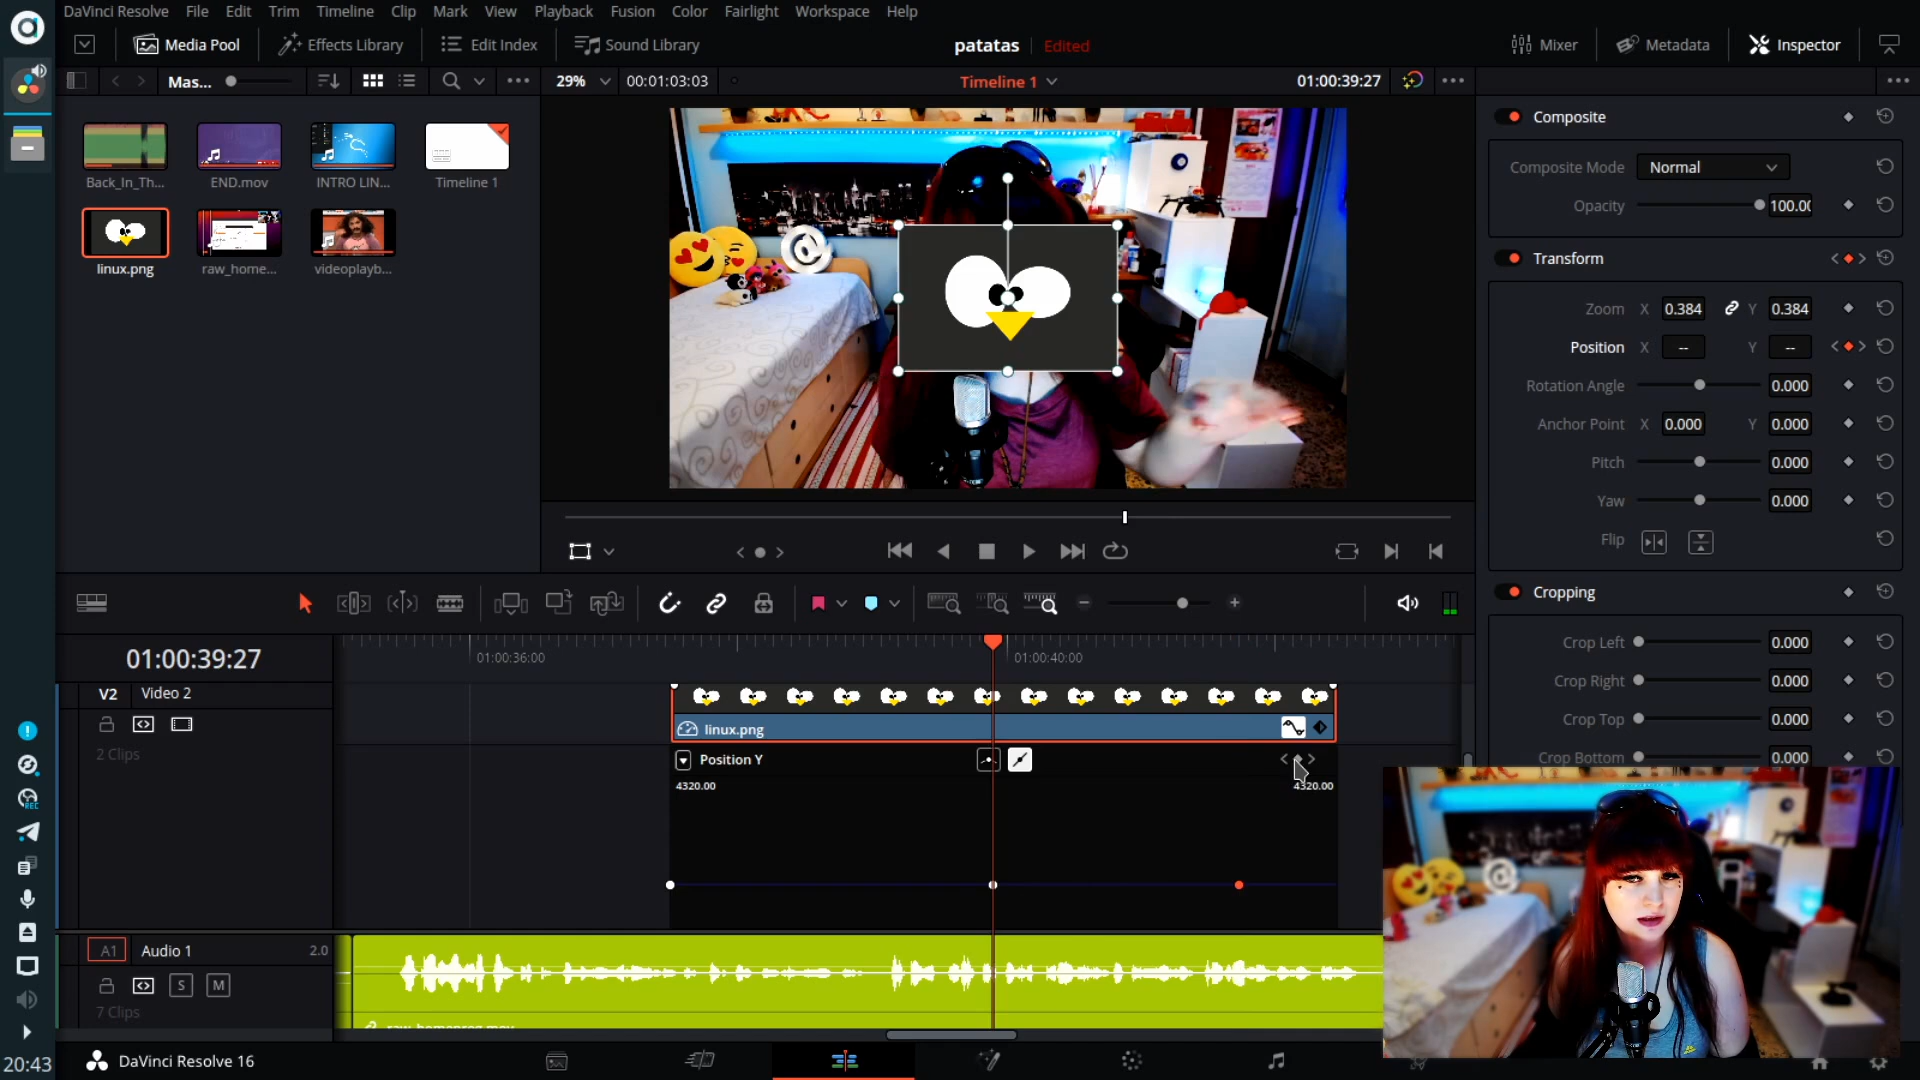 DaVinci Resolve File Edit Trim Timeline Clip Mark View Playback Fusion Color Fairlight Workspace Help
Media Pool Effects Library Edit Index Sound Library patatas Edited Mixer Metadata Inspector
Mas... 29% 00:01:03:03 Timeline 1 01:00:39:27
Back_In_Th... END.mov INTRO LIN... Timeline 1
linux.png raw_home... videoplayb...
@
Composite
Composite Mode Normal
Opacity 100.00
Transform
Zoom X 0.384 Y 0.384
Position X -- Y --
Rotation Angle 0.000
Anchor Point X 0.000 Y 0.000
Pitch 0.000
Yaw 0.000
Flip
Cropping
Crop Left 0.000
Crop Right 0.000
Crop Top 0.000
Crop Bottom 0.000
01:00:39:27 01:00:36:00 01:00:40:00
V2 Video 2
2 Clips
linux.png
Position Y
4320.00 4320.00
A1 Audio 1 2.0
S M
7 Clips
raw_homepreg.mov
REC
20:43 DaVinci Resolve 16